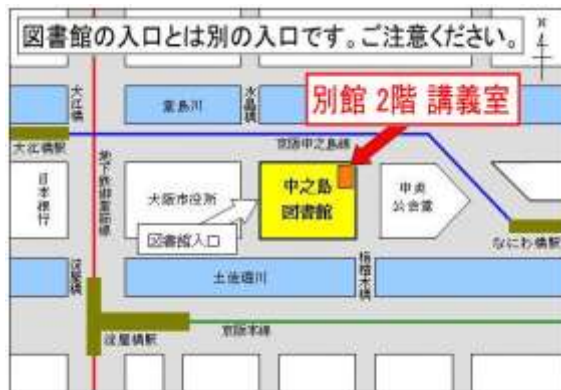 図書館の入口とは別の入口です。ご注意ください。
別館 2階 講義室
大江橋
堂島川
水晶橋
大江橋駅
京阪中之島線
地下鉄御堂筋線
日本銀行
大阪市役所
中之島
図書館
中央
公会堂
図書館入口
なにわ橋駅
淀屋橋
土佐堀川
栴檀木橋
淀屋橋駅
京阪本線